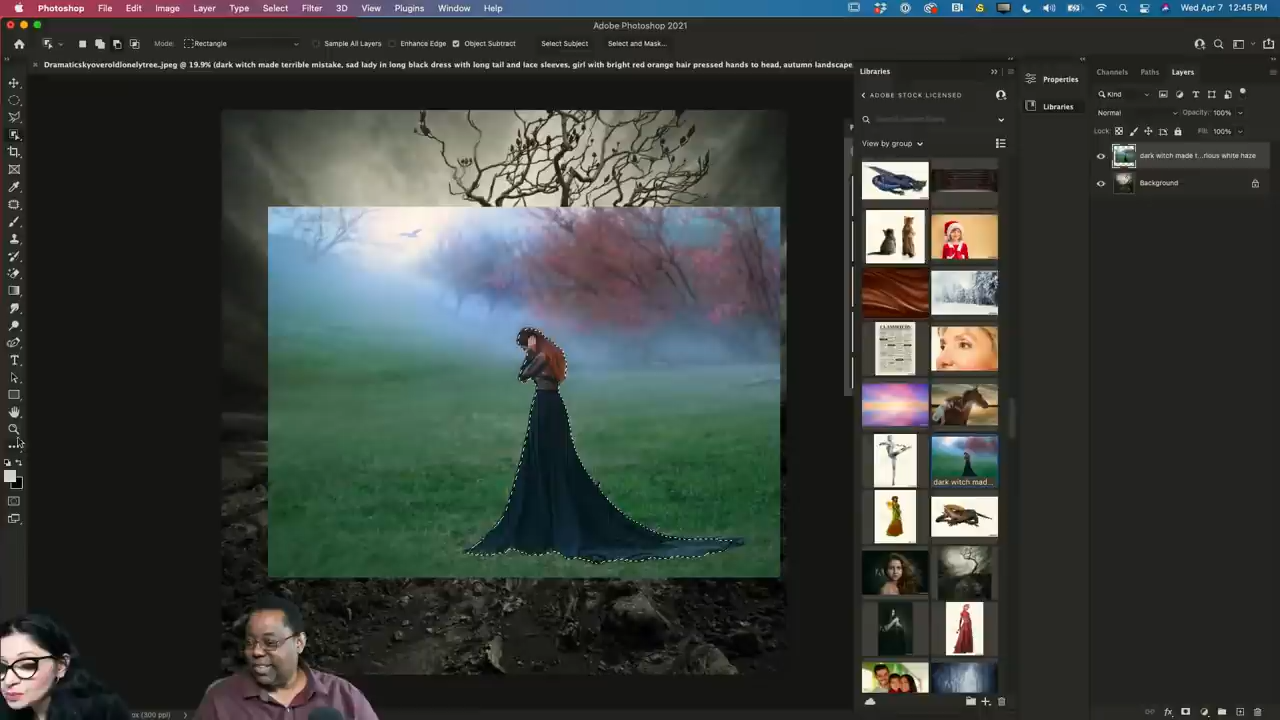 Photoshop File Edit Image Layer Type Select Filter 3D View Plugins Window Help Wed Apr 7 12:45 PM
Adobe Photoshop 2021
Mode: Rectangle Sample All Layers Enhance Edge Object Subtract Select Subject Select and Mask...
Dramaticskyoveroldlonelytree..jpeg @ 19.9% (dark witch made terrible mistake, sad lady in long black dress with long tail and lace sleeves, girl with bright red orange hair pressed hands to head, autumn landscape
Libraries
ADOBE STOCK LICENSED
View by group
dark witch mad...
Properties
Libraries
Channels Paths Layers
Kind
Normal Opacity: 100%
Lock: Fill: 100%
dark witch made t...rious white haze
Background
(300 ppi)